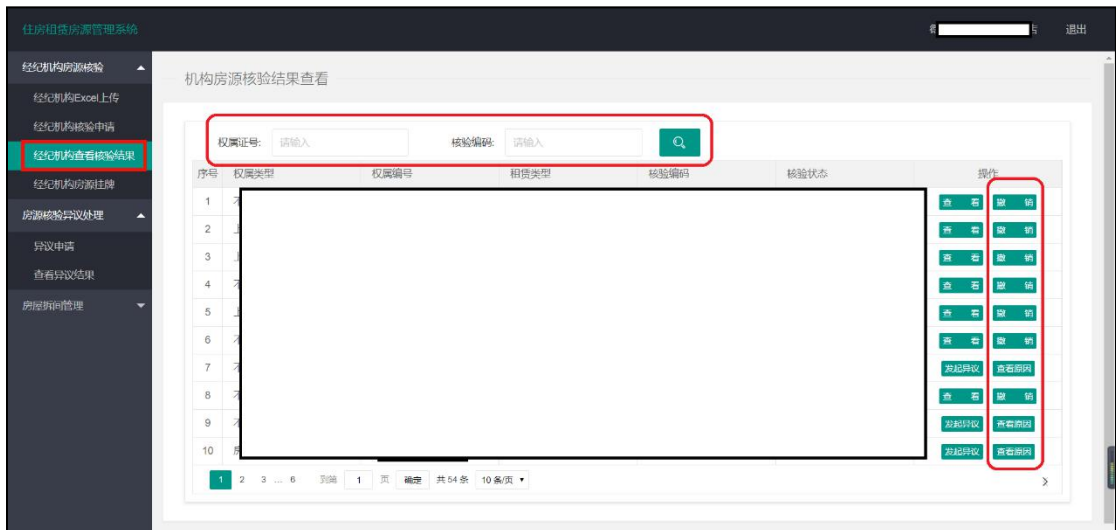 住房租赁房源管理系统
退出
经纪机构房源核验
经纪机构Excel上传
经纪机构核验申请
经纪机构查看核验结果
经纪机构房源挂牌
房源核验异议处理
异议申请
查看异议结果
房屋拆间管理
机构房源核验结果查看
权属证号: 请输入 核验编码: 请输入
序号 权属类型 权属编号 租赁类型 核验编码 核验状态 操作
1 查 看 撤 销
2 查 看 撤 销
3 查 看 撤 销
4 查 看 撤 销
5 查 看 撤 销
6 查 看 撤 销
7 发起异议 查看原因
8 查 看 撤 销
9 发起异议 查看原因
10 发起异议 查看原因
1 2 3 ... 6 到第 1 页 确定 共 54 条 10 条/页